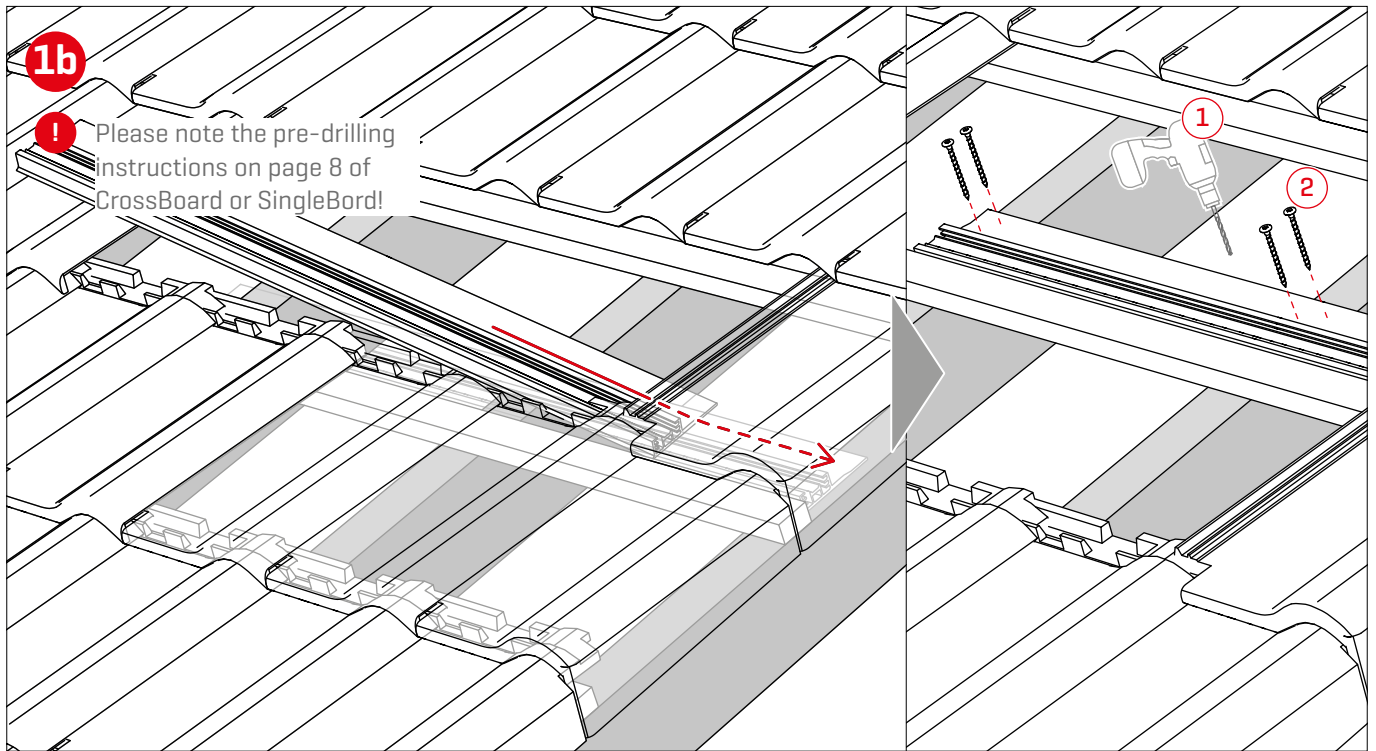 1b
! Please note the pre-drilling
instructions on page 8 of
CrossBoard or SingleBord!
1
2